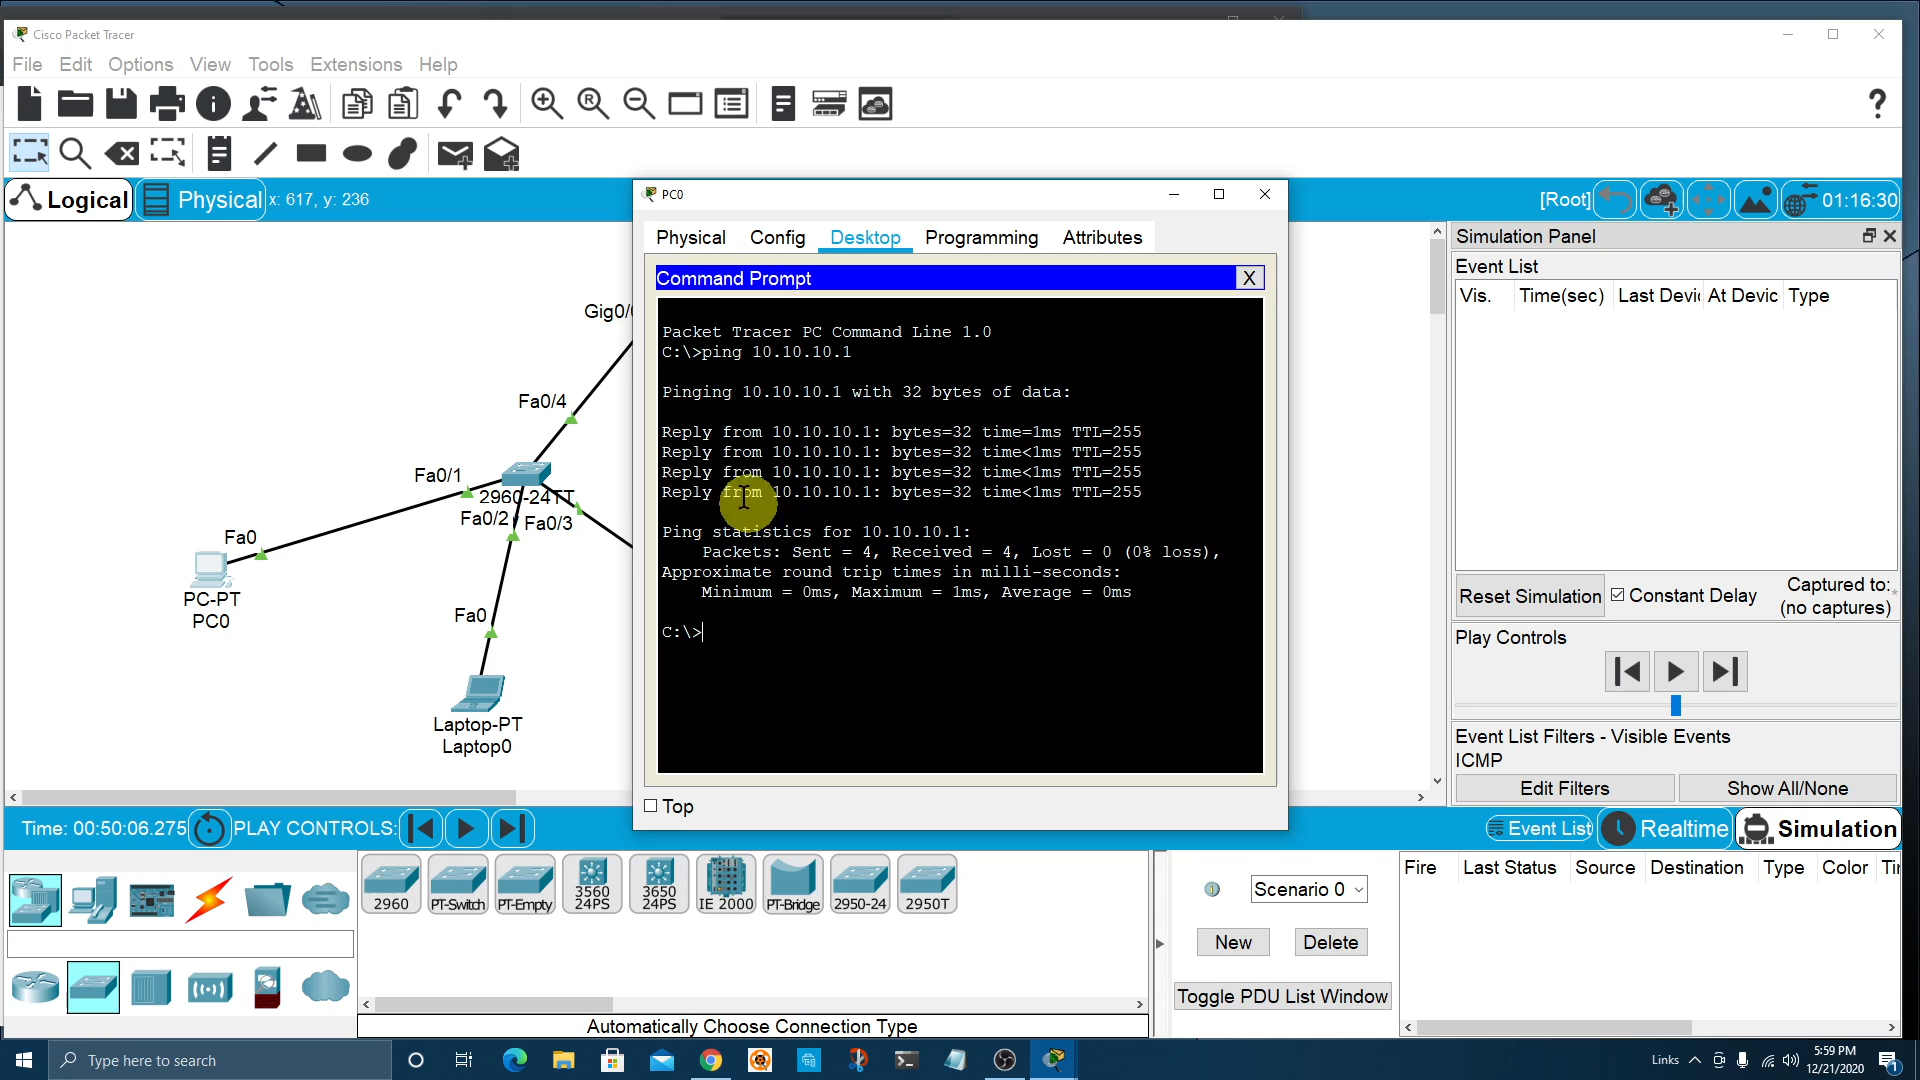 Cisco Packet Tracer
File Edit Options View Tools Extensions Help
Logical Physical x: 617, y: 236
[Root] 01:16:30
PC0
Physical Config Desktop Programming Attributes
Command Prompt
X
Packet Tracer PC Command Line 1.0
C:\>ping 10.10.10.1
Pinging 10.10.10.1 with 32 bytes of data:
Reply from 10.10.10.1: bytes=32 time=1ms TTL=255
Reply from 10.10.10.1: bytes=32 time<1ms TTL=255
Reply from 10.10.10.1: bytes=32 time<1ms TTL=255
Reply from 10.10.10.1: bytes=32 time<1ms TTL=255
Ping statistics for 10.10.10.1:
Packets: Sent = 4, Received = 4, Lost = 0 (0% loss),
Approximate round trip times in milli-seconds:
Minimum = 0ms, Maximum = 1ms, Average = 0ms
C:\>
Top
Gig0/
Fa0/4
Fa0/1
2960-24TT
Fa0/2
Fa0/3
Fa0
PC-PT
PC0
Fa0
Laptop-PT
Laptop0
Simulation Panel
Event List
Vis. Time(sec) Last Devi At Devic Type
Reset Simulation Constant Delay
Captured to:
(no captures)
Play Controls
Event List Filters - Visible Events
ICMP
Edit Filters Show All/None
Time: 00:50:06.275 PLAY CONTROLS:
Event List Realtime Simulation
2960 PT-Switch PT-Empty 3560 24PS 3650 24PS IE 2000 PT-Bridge 2950-24 2950T
Automatically Choose Connection Type
Scenario 0
New Delete
Toggle PDU List Window
Fire Last Status Source Destination Type Color Ti
Type here to search
Links
5:59 PM
12/21/2020
1